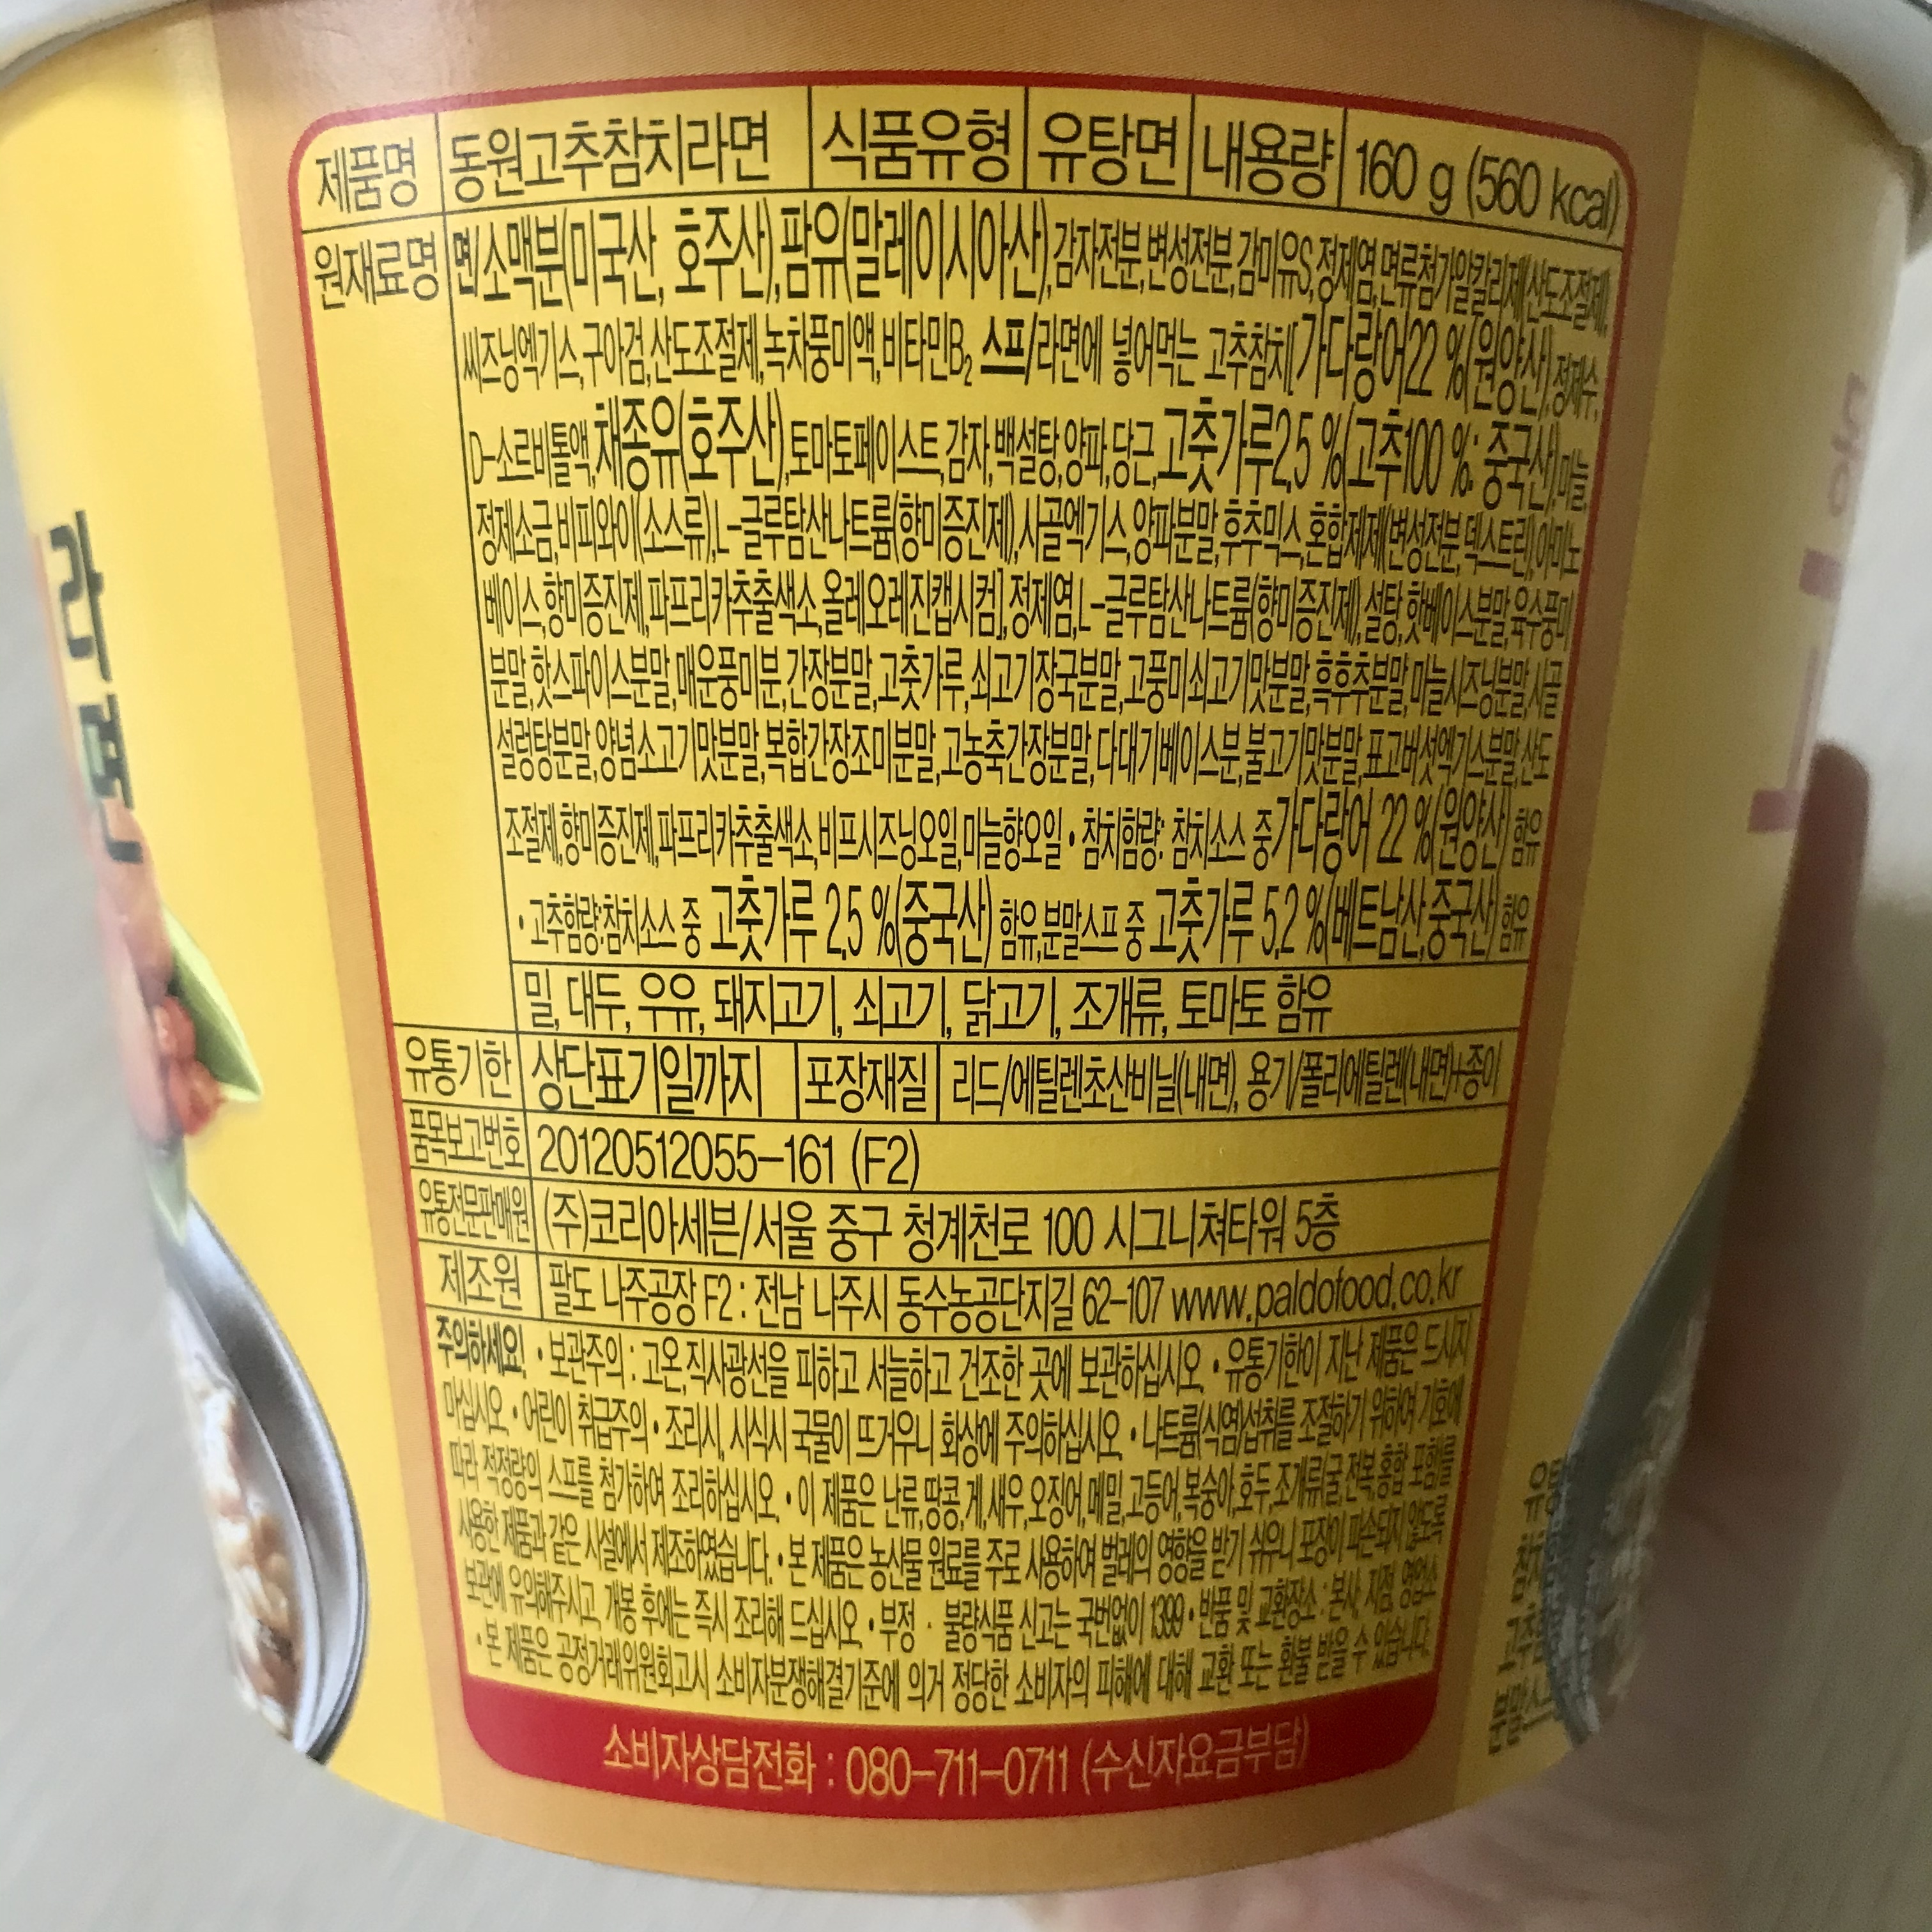 제품명 동원고추참치라면 식품유형 유탕면 내용량 160 g (560 kcal)
원재료명 면/소맥분(미국산, 호주산),팜유(말레이시아산),감자전분,변성전분,감미유S,정제염,면류첨가알칼리제(산도조절제),
씨즈닝엑기스,구아검,산도조절제,녹차풍미액,비타민B₂ 스프/라면에 넣어먹는 고추참치[가다랑어22 %(원양산),정제수,
D-소르비톨액,채종유(호주산),토마토페이스트,감자,백설탕,양파,당근,고춧가루2.5 %(고추100 %: 중국산),마늘,
정제소금,비피와이(소스류),L-글루탐산나트륨(향미증진제),사골엑기스,양파분말,후추믹스,혼합제제(변성전분,덱스트린),아미노
베이스,향미증진제,파프리카추출색소,올레오레진캡시컴],정제염,L-글루탐산나트륨(향미증진제),설탕,핫베이스분말,육수풍미
분말,핫스파이스분말,매운풍미분,간장분말,고춧가루,쇠고기장국분말,고풍미쇠고기맛분말,흑후추분말,마늘시즈닝분말,사골
설렁탕분말,양념소고기맛분말,복합간장조미분말,고농축간장분말,다대기베이스분,불고기맛분말,표고버섯엑기스분말,산도
조절제,향미증진제,파프리카추출색소,비프시즈닝오일,마늘향오일 • 참치함량: 참치소스 중 가다랑어 22 %(원양산) 함유
• 고추함량:참치소스 중 고춧가루 2.5 %(중국산) 함유,분말스프 중 고춧가루 5.2 %(베트남산,중국산) 함유
밀, 대두, 우유, 돼지고기, 쇠고기, 닭고기, 조개류, 토마토 함유
유통기한 상단표기일까지 포장재질 리드/에틸렌초산비닐(내면), 용기/폴리에틸렌(내면)+종이
품목보고번호 20120512055-161 (F2)
유통전문판매원 (주)코리아세븐/서울 중구 청계천로 100 시그니쳐타워 5층
제조원 팔도 나주공장 F2 : 전남 나주시 동수농공단지길 62-107 www.paldofood.co.kr
주의하세요! • 보관주의 : 고온,직사광선을 피하고 서늘하고 건조한 곳에 보관하십시오. • 유통기한이 지난 제품은 드시지
마십시오. • 어린이 취급주의 • 조리시, 시식시 국물이 뜨거우니 화상에 주의하십시오. • 나트륨(식염)섭취를 조절하기 위하여 기호에
따라 적정량의 스프를 첨가하여 조리하십시오. • 이 제품은 난류,땅콩,게,새우,오징어,메밀,고등어,복숭아,호두,조개류(굴,전복,홍합 포함)를
사용한 제품과 같은 시설에서 제조하였습니다. • 본 제품은 농산물 원료를 주로 사용하여 벌레의 영향을 받기 쉬우니 포장이 파손되지 않도록
보관에 유의해주시고, 개봉 후에는 즉시 조리해 드십시오. • 부정 · 불량식품 신고는 국번없이 1399 • 반품 및 교환장소 : 본사, 지점, 영업소
• 본 제품은 공정거래위원회고시 소비자분쟁해결기준에 의거 정당한 소비자의 피해에 대해 교환 또는 환불 받을 수 있습니다.
소비자상담전화 : 080-711-0711 (수신자요금부담)
라면